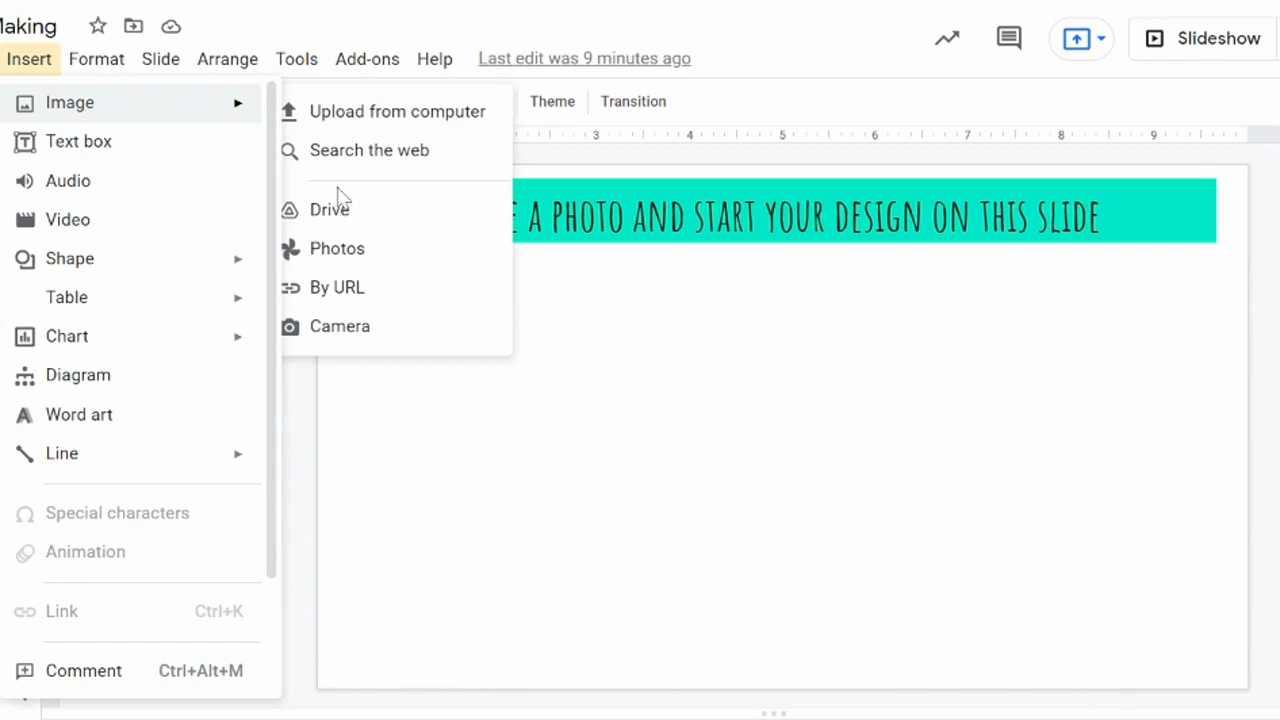 Making
Insert Format Slide Arrange Tools Add-ons Help Last edit was 9 minutes ago
Slideshow
Image
Text box
Audio
Video
Shape
Table
Chart
Diagram
Word art
Line
Special characters
Animation
Link Ctrl+K
Comment Ctrl+Alt+M
Upload from computer
Search the web
Drive
Photos
By URL
Camera
Theme Transition
3 4 5 6 7 8 9
A PHOTO AND START YOUR DESIGN ON THIS SLIDE